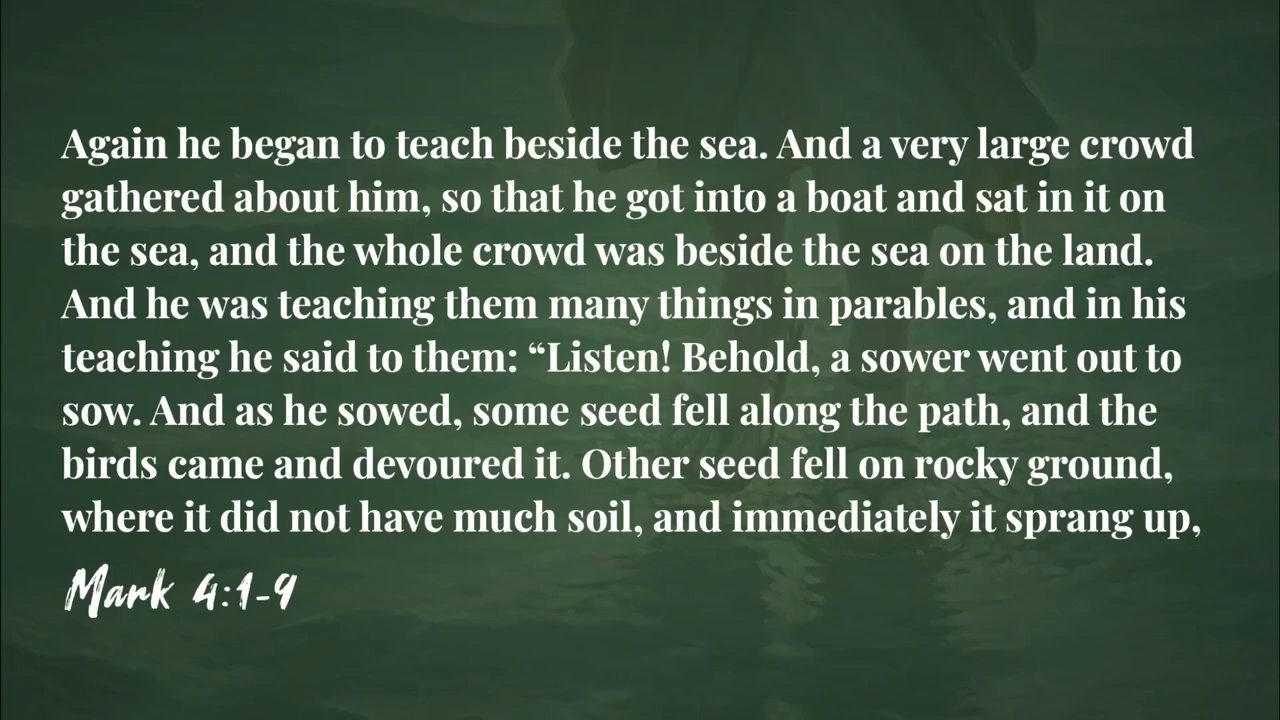 Again he began to teach beside the sea. And a very large crowd
gathered about him, so that he got into a boat and sat in it on
the sea, and the whole crowd was beside the sea on the land.
And he was teaching them many things in parables, and in his
teaching he said to them: “Listen! Behold, a sower went out to
sow. And as he sowed, some seed fell along the path, and the
birds came and devoured it. Other seed fell on rocky ground,
where it did not have much soil, and immediately it sprang up,
Mark 4:1-9